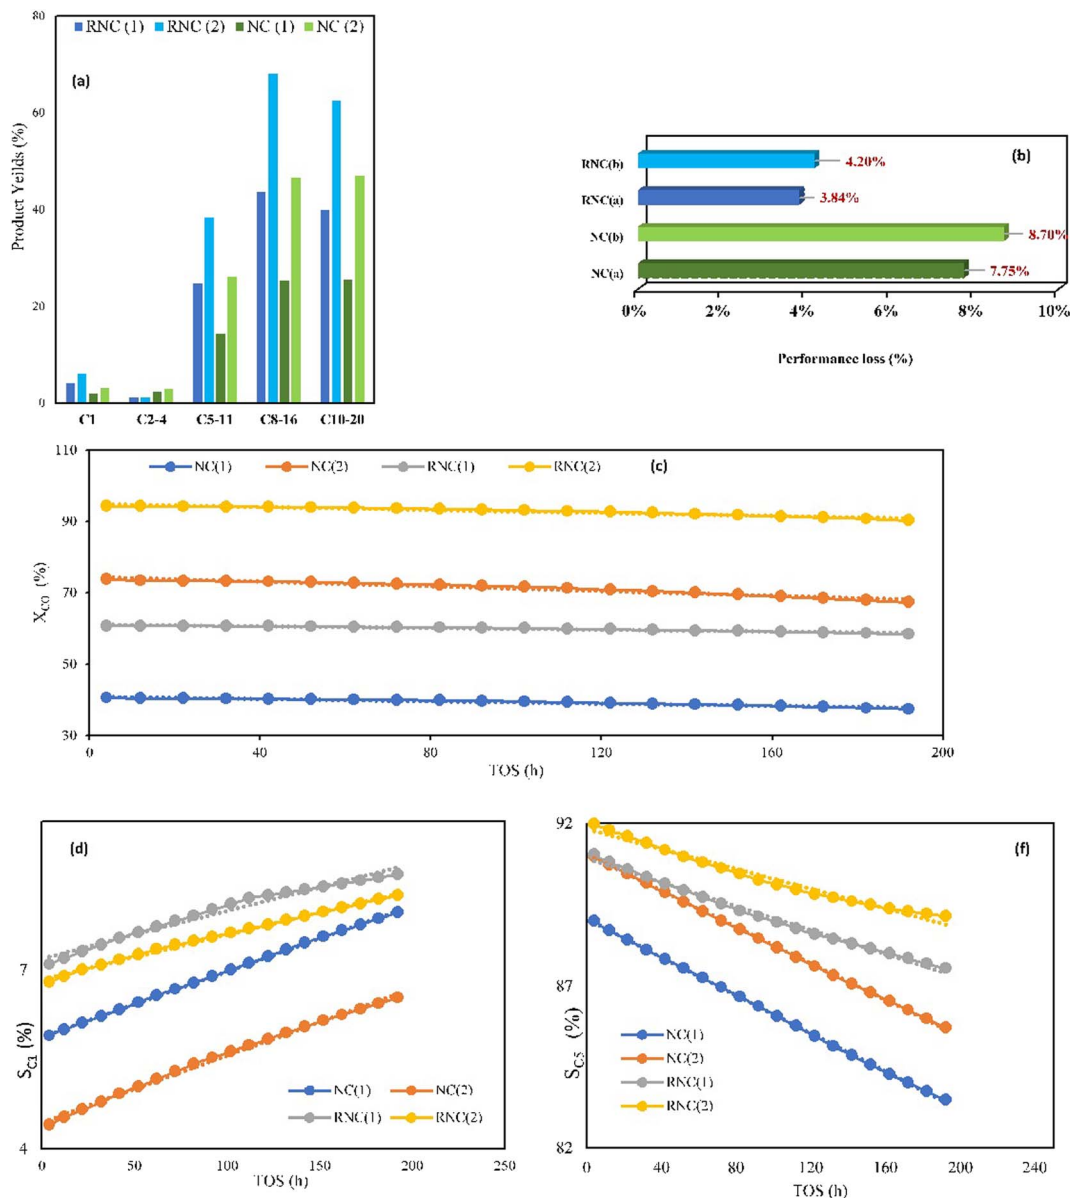 80
RNC (1) RNC (2) NC (1) NC (2)
(a)
60
Product Yeilds (%)
40
20
0
C1 C2-4 C5-11 C8-16 C10-20
(b)
RNC(b) 4.20%
RNC(a) 3.84%
NC(b) 8.70%
NC(a) 7.75%
0% 2% 4% 6% 8% 10%
Performance loss (%)
110
NC(1) NC(2) RNC(1) RNC(2) (c)
90
X_CO (%)
70
50
30
0 40 80 120 160 200
TOS (h)
(d)
7
S_C1 (%)
NC(1) NC(2)
RNC(1) RNC(2)
4
0 50 100 150 200 250
TOS (h)
92
(f)
87
S_C5 (%)
NC(1)
NC(2)
RNC(1)
RNC(2)
82
0 40 80 120 160 200 240
TOS (h)